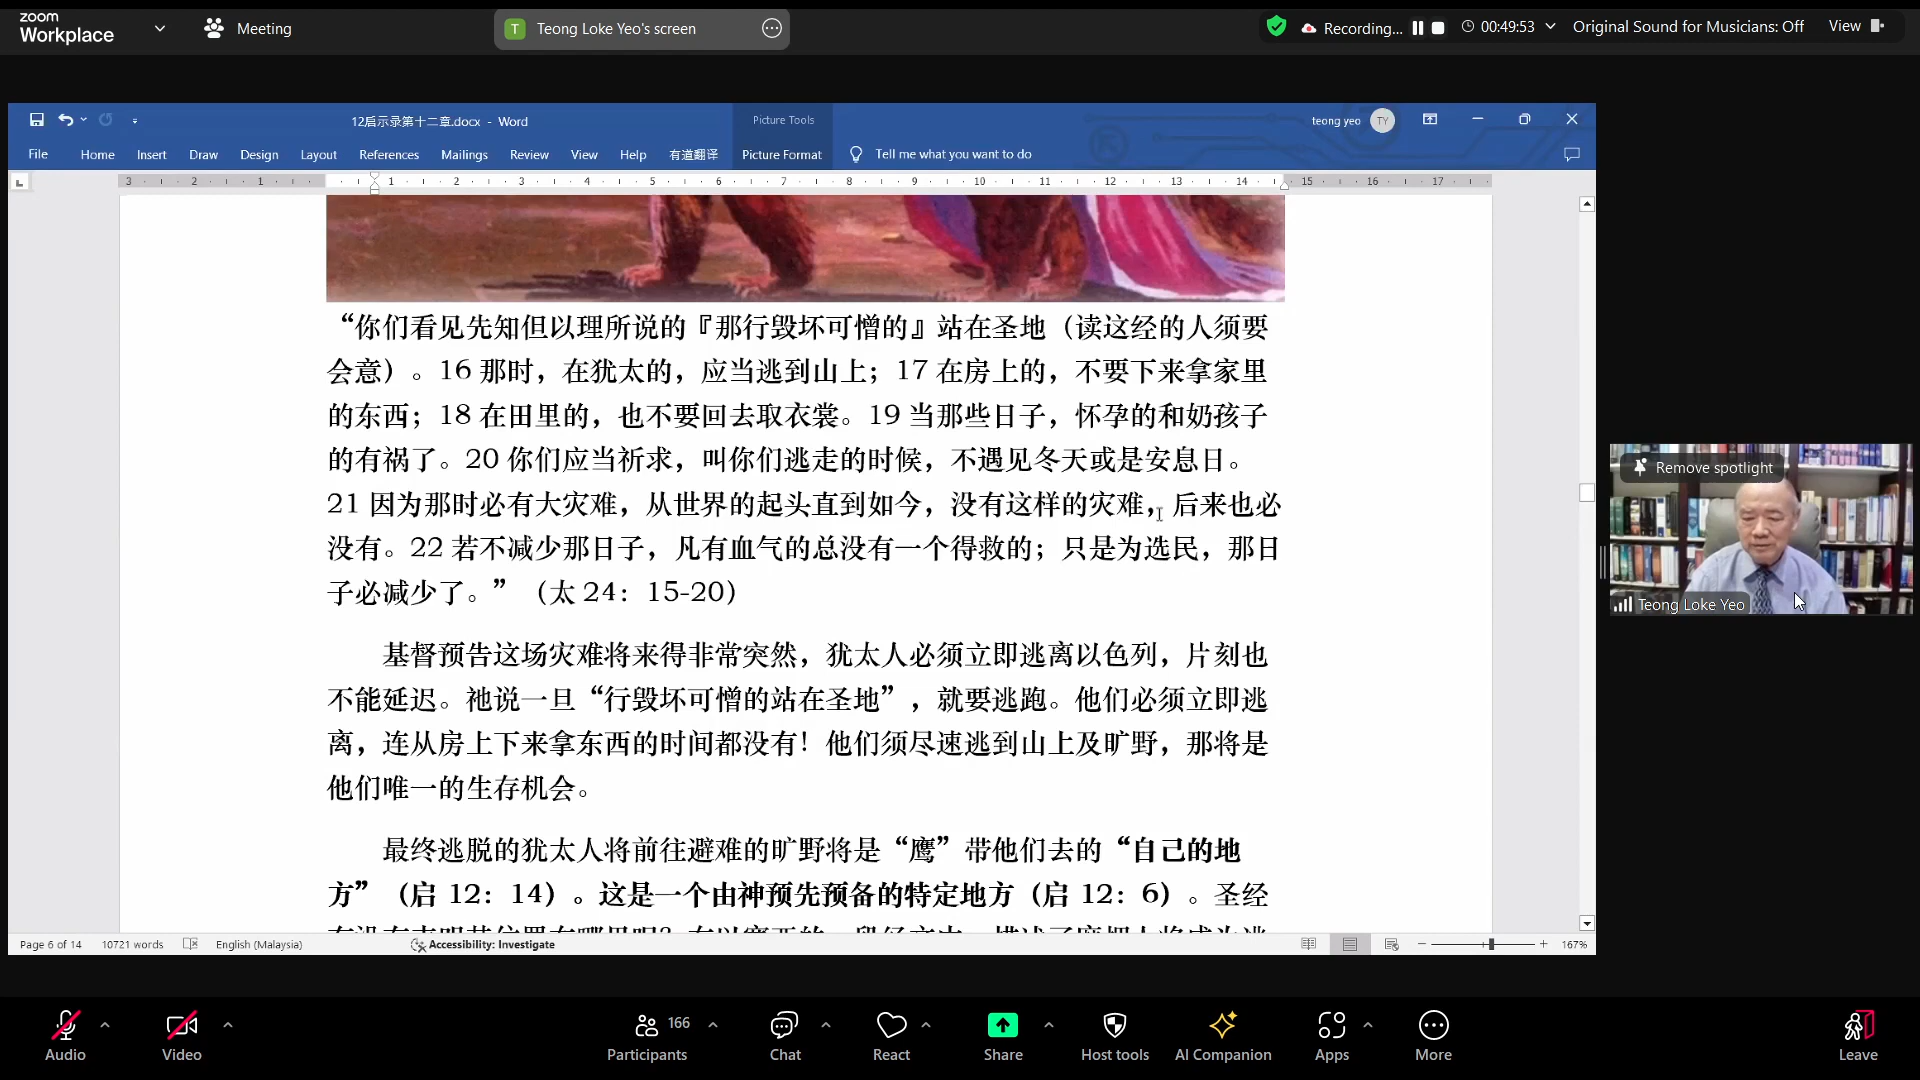 zoom
Workplace
Meeting
T Teong Loke Yeo's screen
Recording...
00:49:53
Original Sound for Musicians: Off
View
12启示录第十二章.docx - Word
Picture Tools
teong yeo
TY
File Home Insert Draw Design Layout References Mailings Review View Help 有道翻译 Picture Format Tell me what you want to do
3 2 1 1 2 3 4 5 6 7 8 9 10 11 12 13 14 15 16 17
“你们看见先知但以理所说的『那行毁坏可憎的』站在圣地（读这经的人须要
会意）。16 那时，在犹太的，应当逃到山上；17 在房上的，不要下来拿家里
的东西；18 在田里的，也不要回去取衣裳。19 当那些日子，怀孕的和奶孩子
的有祸了。20 你们应当祈求，叫你们逃走的时候，不遇见冬天或是安息日。
21 因为那时必有大灾难，从世界的起头直到如今，没有这样的灾难，后来也必
没有。22 若不减少那日子，凡有血气的总没有一个得救的；只是为选民，那日
子必减少了。”（太 24：15-20）
基督预告这场灾难将来得非常突然，犹太人必须立即逃离以色列，片刻也
不能延迟。祂说一旦“行毁坏可憎的站在圣地”，就要逃跑。他们必须立即逃
离，连从房上下来拿东西的时间都没有！他们须尽速逃到山上及旷野，那将是
他们唯一的生存机会。
最终逃脱的犹太人将前往避难的旷野将是“鹰”带他们去的“自己的地
方”（启 12：14）。这是一个由神预先预备的特定地方（启 12：6）。圣经
Remove spotlight
Teong Loke Yeo
Page 6 of 14
10721 words
English (Malaysia)
Accessibility: Investigate
167%
Audio
Video
Participants 166
Chat
React
Share
Host tools
AI Companion
Apps
More
Leave